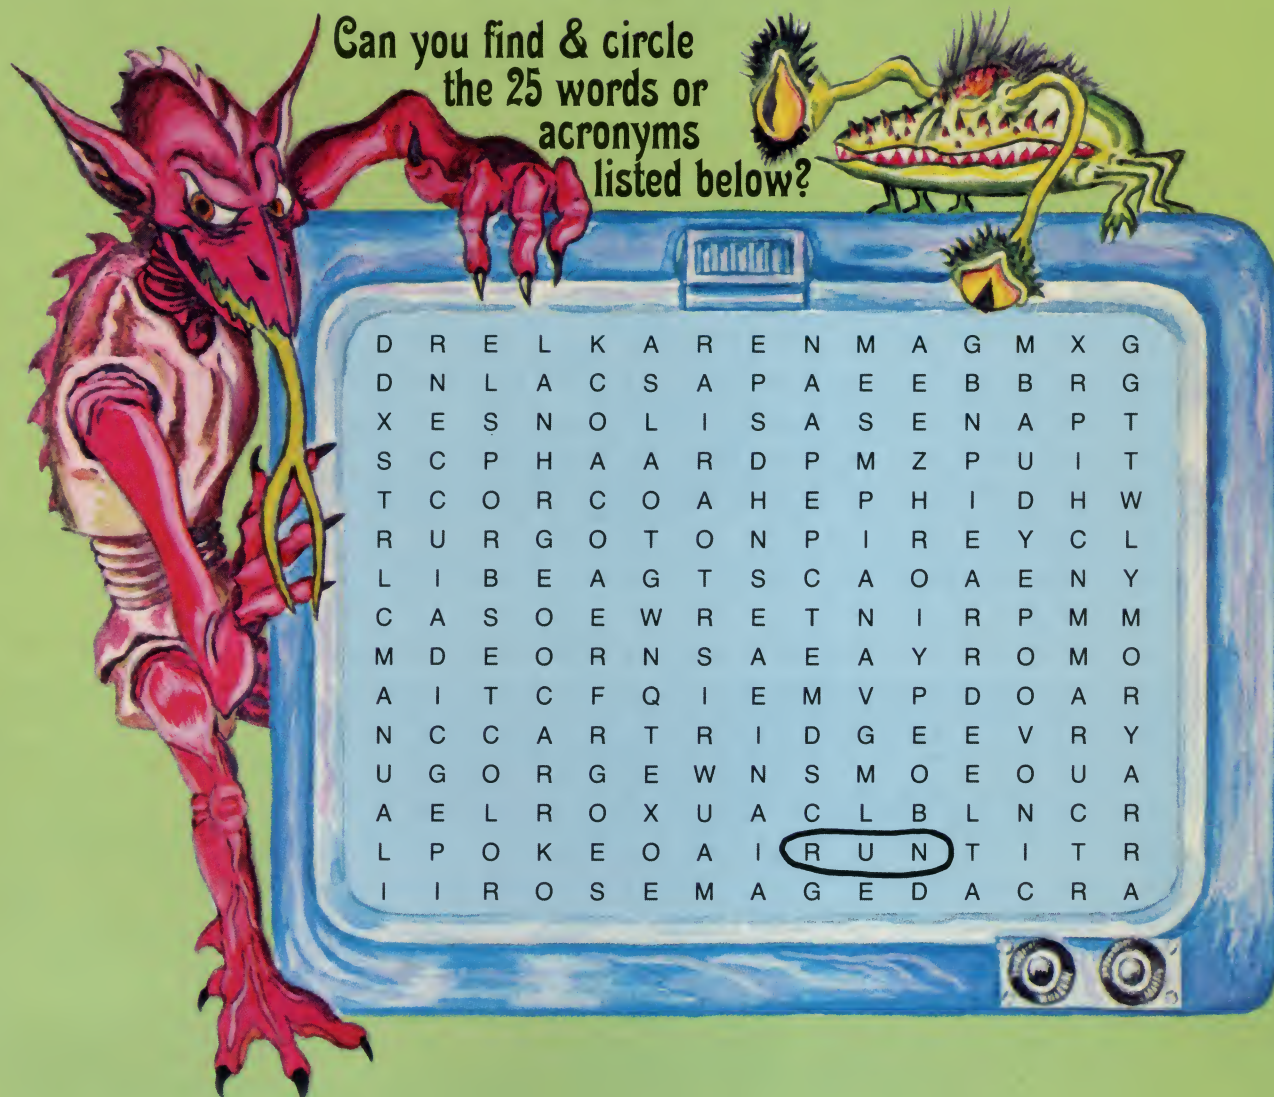 Can you find & circle
the 25 words or
acronyms
listed below?
D R E L K A R E N M A G M X G
D N L A C S A P A E E B B R G
X E S N O L I S A S E N A P T
S C P H A A R D P M Z P U I T
T C O R C O A H E P H I D H W
R U R G O T O N P I R E Y C L
L I B E A G T S C A O A E N Y
C A S O E W R E T N I R P M M
M D E O R N S A E A Y R O M O
A I T C F Q I E M V P D O A R
N C C A R T R I D G E E V R Y
U G O R G E W N S M O E O U A
A E L R O X U A C L B L N C R
L P O K E O A I R U N T I T R
I I R O S E M A G E D A C R A